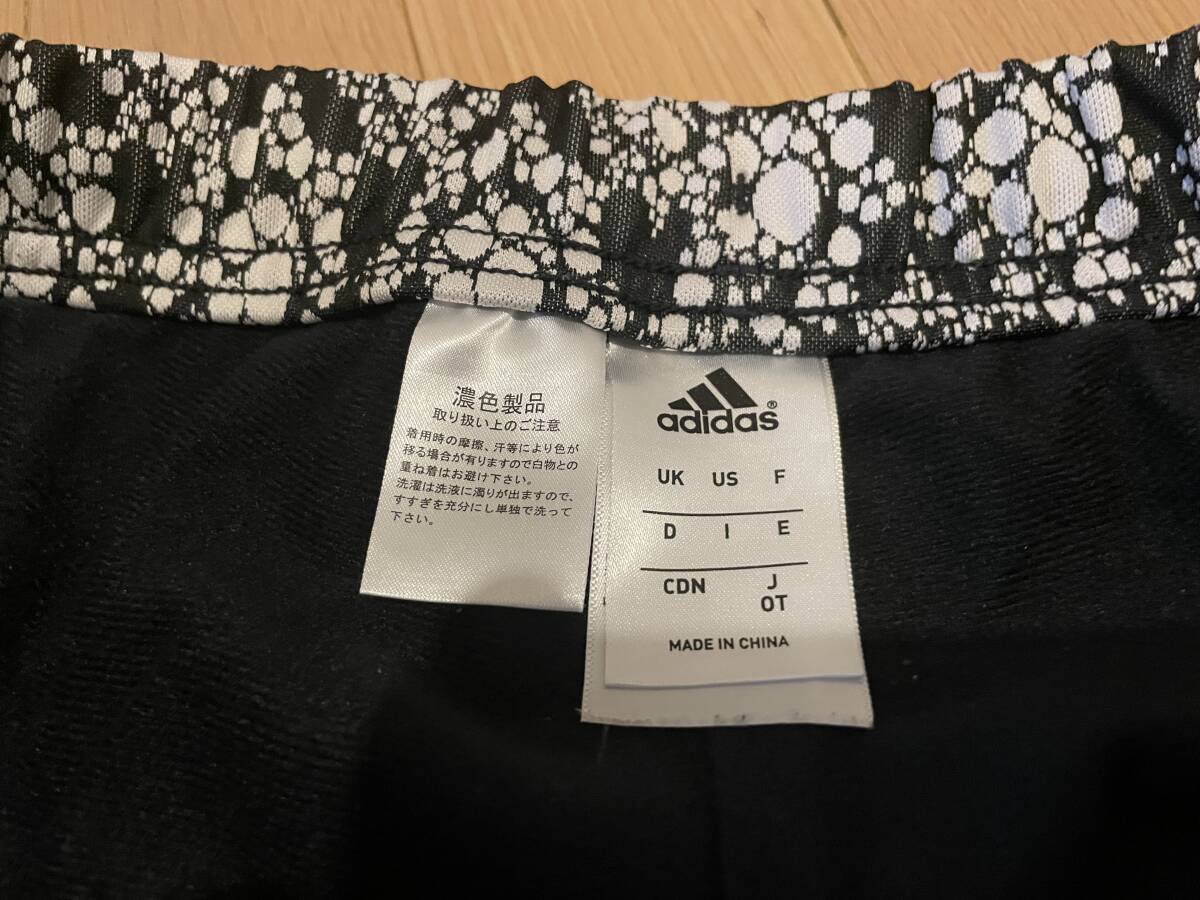 濃色製品
取り扱い上のご注意
着用時の摩擦、汗等により色が
移る場合が有りますので白物との
重ね着はお避け下さい。
洗濯は洗液に濁りが出ますので、
すすぎを充分にし単独で洗って
下さい。
adidas®
UK US F
D I E
CDN J
OT
MADE IN CHINA